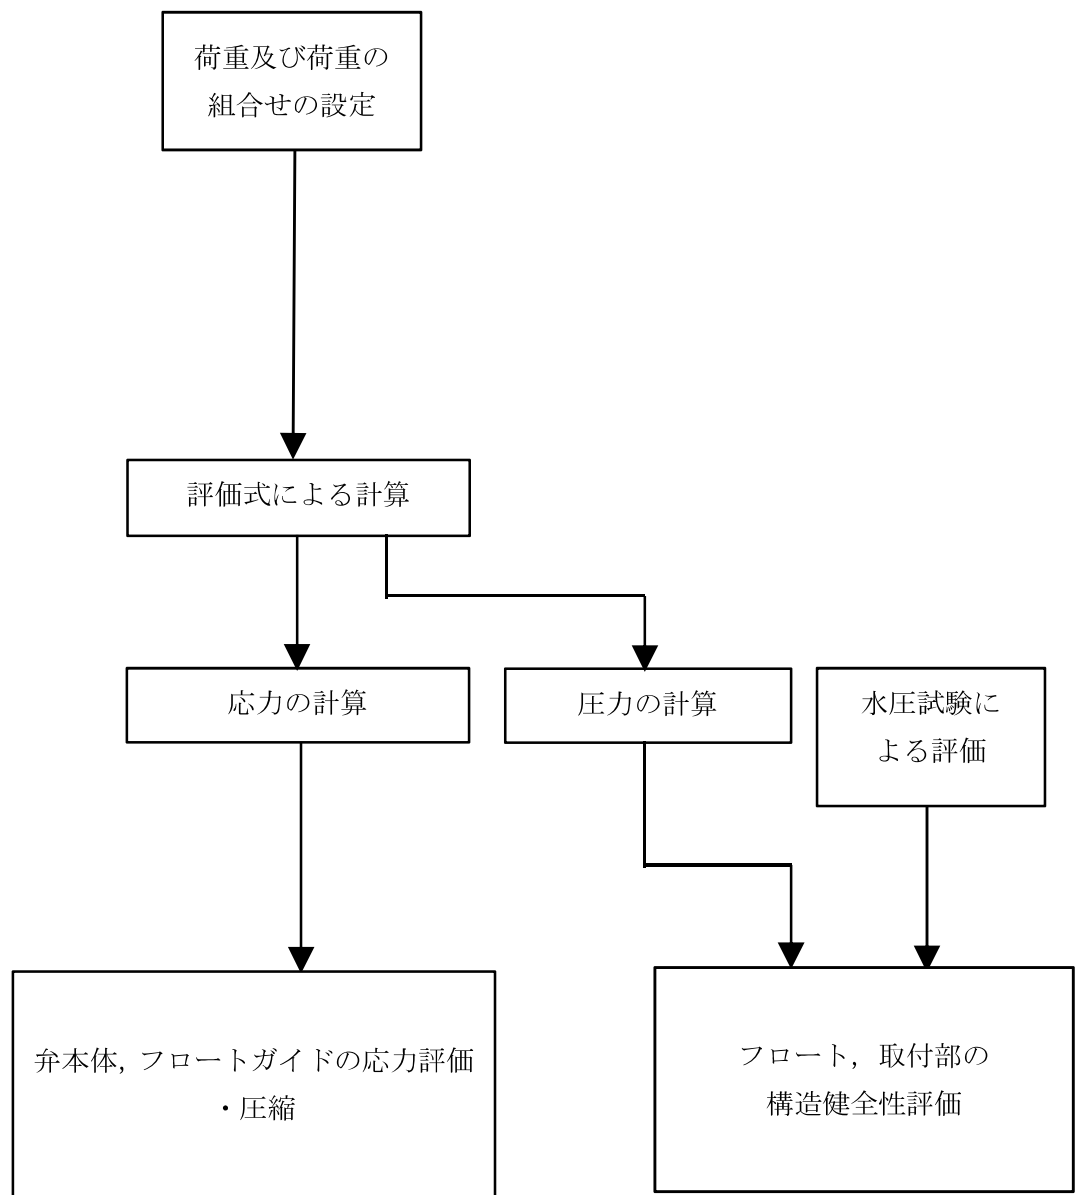 荷重及び荷重の
組合せの設定
評価式による計算
応力の計算
圧力の計算
水圧試験に
よる評価
弁本体，フロートガイドの応力評価
・圧縮
フロート，取付部の
構造健全性評価